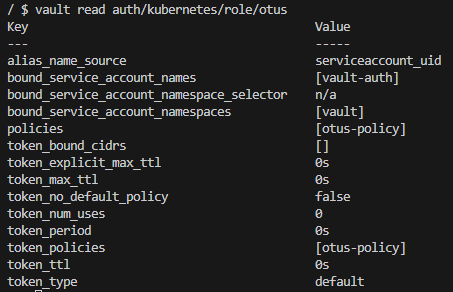 / $ vault read auth/kubernetes/role/otus
Key                                      Value
---                                      -----
alias_name_source                        serviceaccount_uid
bound_service_account_names              [vault-auth]
bound_service_account_namespace_selector n/a
bound_service_account_namespaces         [vault]
policies                                 [otus-policy]
token_bound_cidrs                        []
token_explicit_max_ttl                   0s
token_max_ttl                            0s
token_no_default_policy                  false
token_num_uses                           0
token_period                             0s
token_policies                           [otus-policy]
token_ttl                                0s
token_type                               default